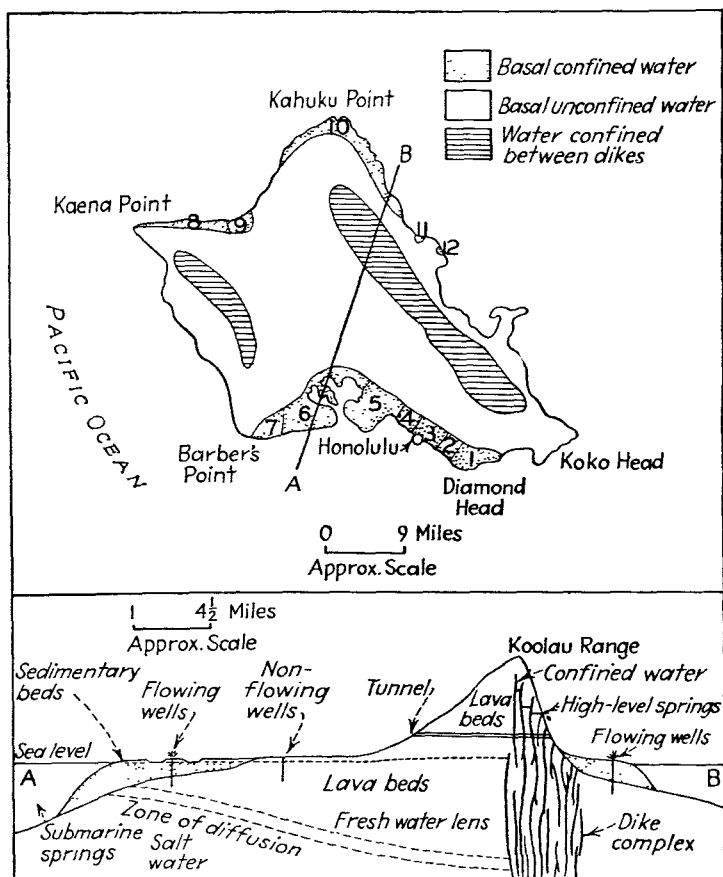 Basal confined water
Basal unconfined water
Water confined
between dikes
Kahuku Point
10
B
Kaena Point
8
9
11
12
PACIFIC OCEAN
7
6
5
4
3
2
1
Barber's
Point
Honolulu
A
Diamond
Head
Koko Head
0 9 Miles
Approx. Scale
1 4½ Miles
Approx. Scale
Koolau Range
Sedimentary
beds
Flowing
wells
Non-
flowing
wells
Tunnel
Lava
beds
Confined water
High-level springs
Flowing wells
Sea level
A
B
Lava beds
Fresh water lens
Zone of diffusion
Salt
water
Submarine
springs
Dike
complex